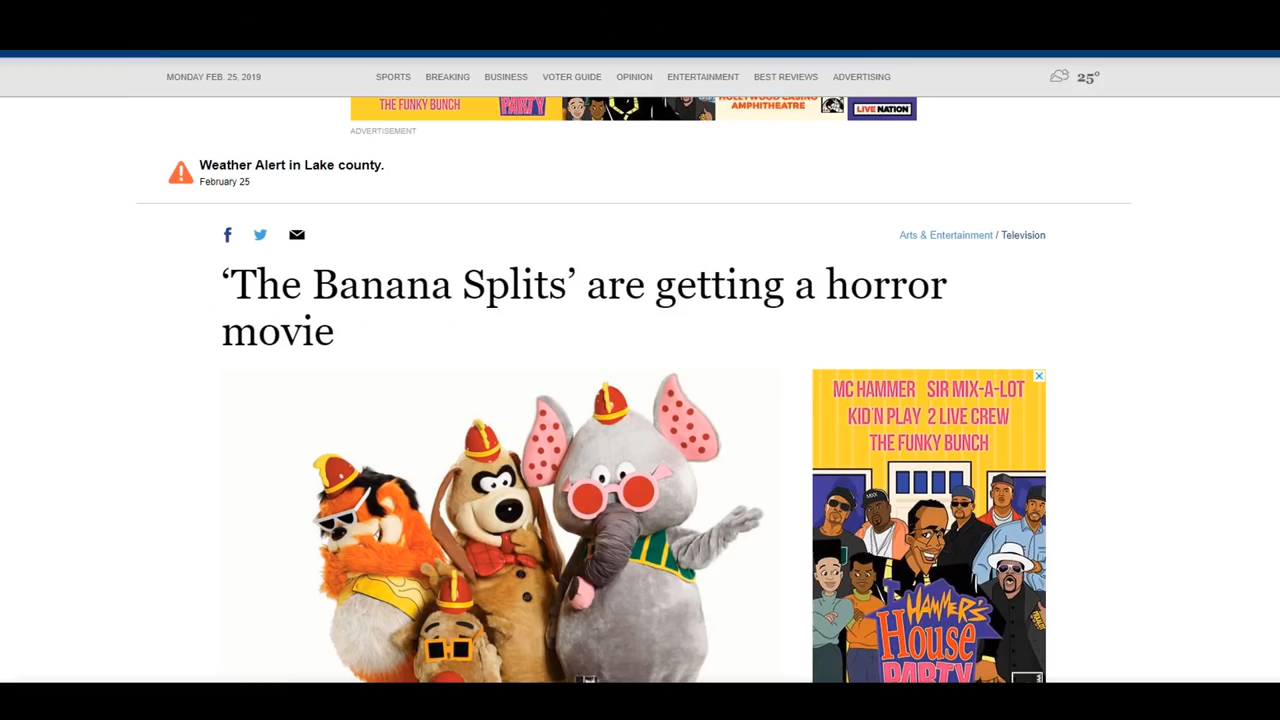 MONDAY FEB. 25, 2019
SPORTS BREAKING BUSINESS VOTER GUIDE OPINION ENTERTAINMENT BEST REVIEWS ADVERTISING
25°
THE FUNKY BUNCH
PARTY
HOLLYWOOD CASINO
AMPHITHEATRE
LIVE NATION
ADVERTISEMENT
Weather Alert in Lake county.
February 25
Arts & Entertainment / Television
‘The Banana Splits’ are getting a horror
movie
MC HAMMER SIR MIX-A-LOT
KID'N PLAY 2 LIVE CREW
THE FUNKY BUNCH
HAMMER'S
HOUSE
PARTY